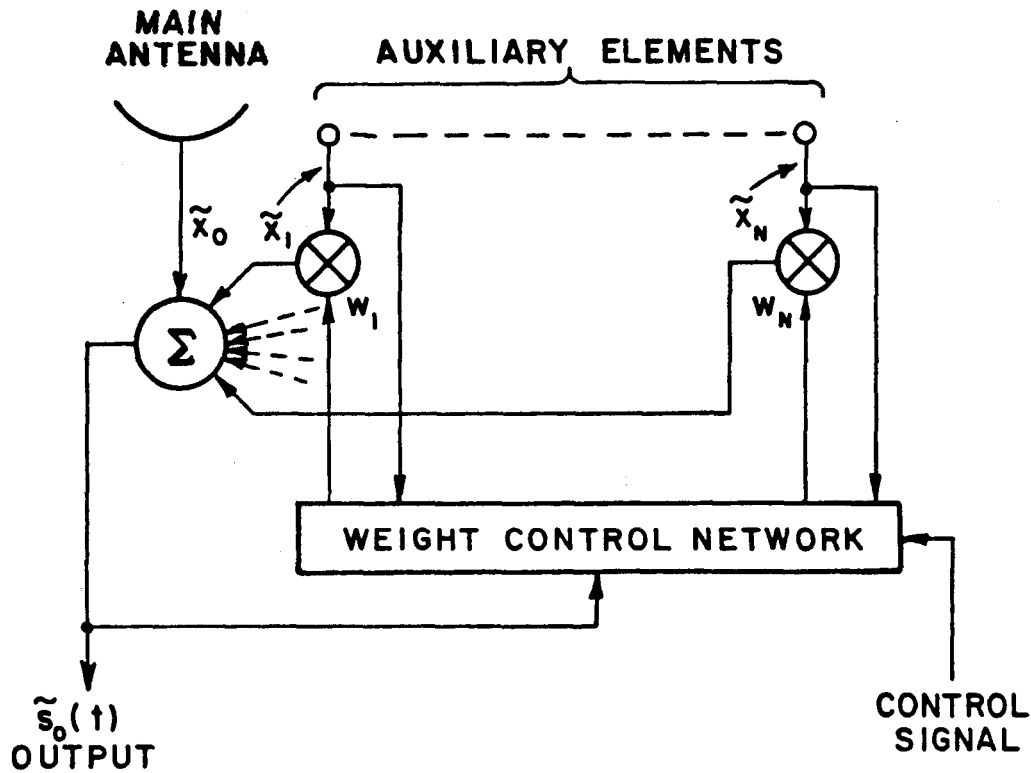 MAIN
ANTENNA
AUXILIARY ELEMENTS
x̃₀
x̃₁
x̃N
W₁
WN
Σ
WEIGHT CONTROL NETWORK
s̃₀(t)
OUTPUT
CONTROL
SIGNAL